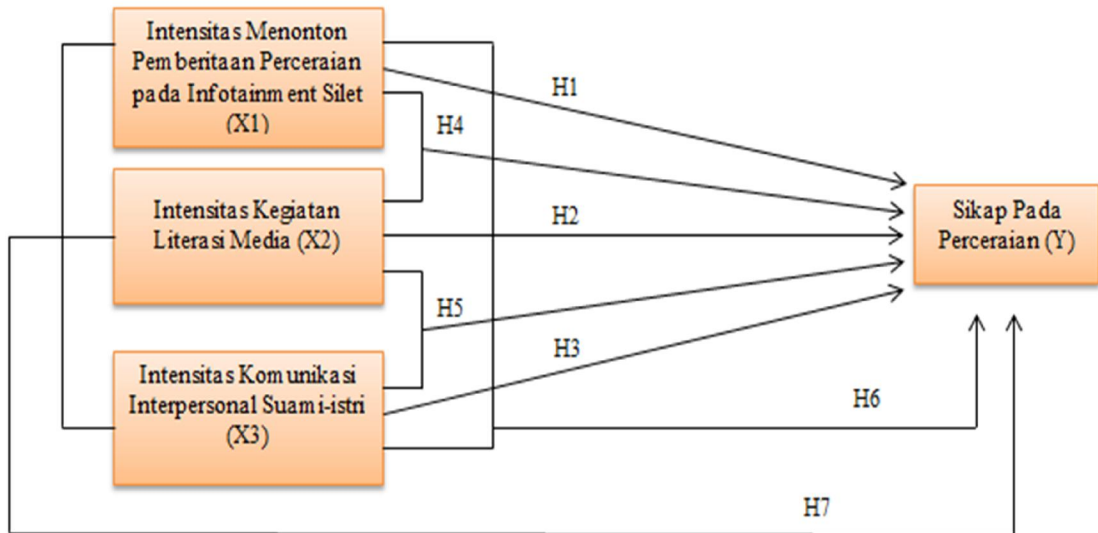 Intensitas Menonton
Pemberitaan Perceraian
pada Infotainment Silet
(X1)
H1
H4
Intensitas Kegiatan
Literasi Media (X2)
H2
Sikap Pada
Perceraian (Y)
H5
H3
Intensitas Komunikasi
Interpersonal Suami-istri
(X3)
H6
H7